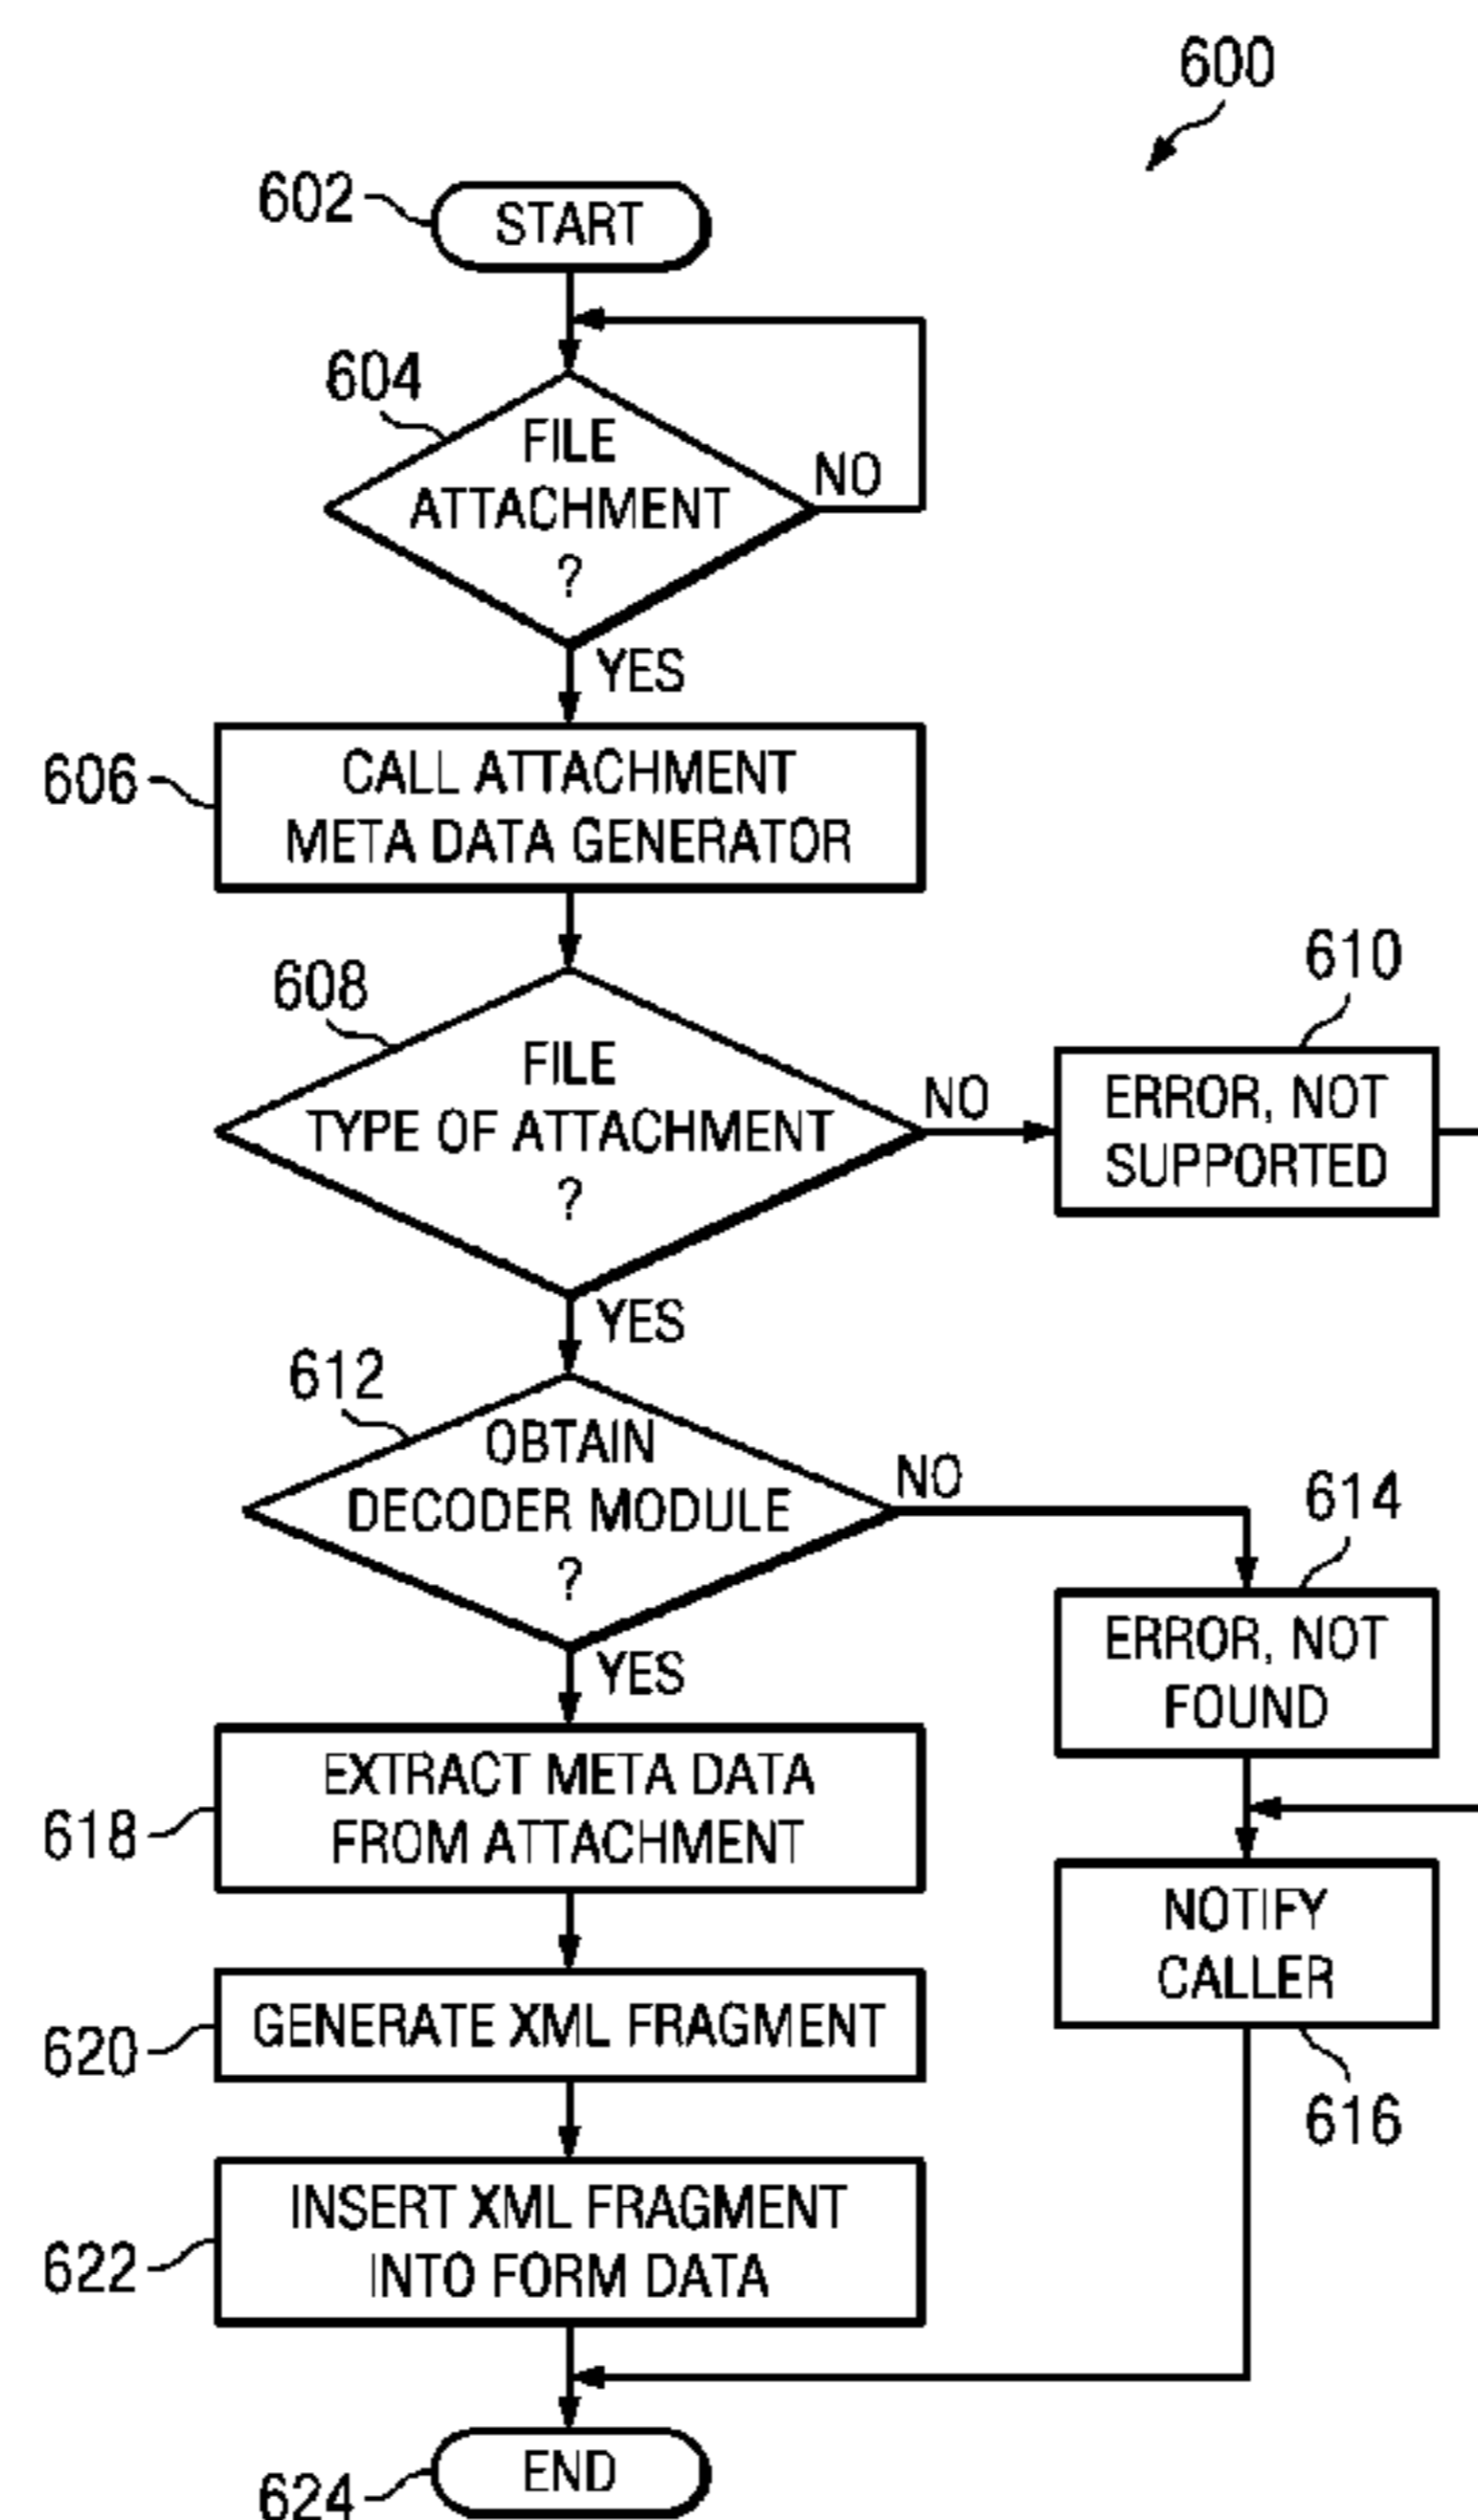 600
602
START
604
FILE
ATTACHMENT
?
NO
YES
606
CALL ATTACHMENT
META DATA GENERATOR
608
FILE
TYPE OF ATTACHMENT
?
NO
610
ERROR, NOT
SUPPORTED
YES
612
OBTAIN
DECODER MODULE
?
NO
614
ERROR, NOT
FOUND
YES
618
EXTRACT META DATA
FROM ATTACHMENT
NOTIFY
CALLER
616
620
GENERATE XML FRAGMENT
622
INSERT XML FRAGMENT
INTO FORM DATA
624
END